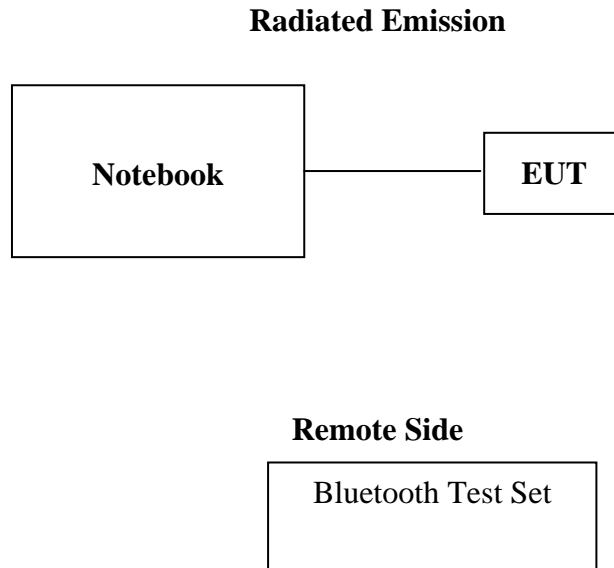 Radiated Emission
Notebook
EUT
Remote Side
Bluetooth Test Set